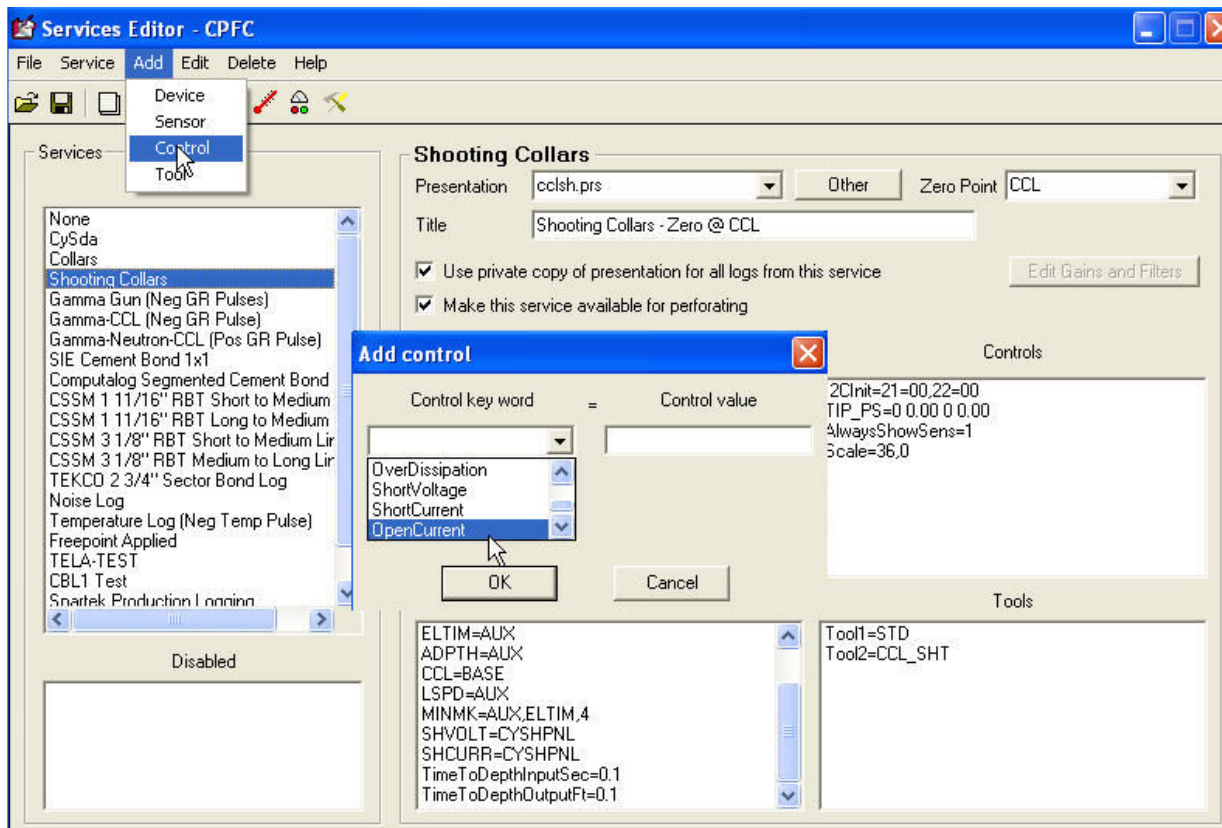 Services Editor - CPFC
File Service Add Edit Delete Help
Device
Sensor
Control
Tool
Services
None
CySda
Collars
Shooting Collars
Gamma Gun (Neg GR Pulses)
Gamma-CCL (Neg GR Pulse)
Gamma-Neutron-CCL (Pos GR Pulse)
SIE Cement Bond 1x1
Computalog Segmented Cement Bond
CSSM 1 11/16" RBT Short to Medium
CSSM 1 11/16" RBT Long to Medium
CSSM 3 1/8" RBT Short to Medium Lir
CSSM 3 1/8" RBT Medium to Long Lir
TEKCO 2 3/4" Sector Bond Log
Noise Log
Temperature Log (Neg Temp Pulse)
Freepoint Applied
TELA-TEST
CBL1 Test
Spartek Production Logging
Disabled
Shooting Collars
Presentation cclsh.prs Other Zero Point CCL
Title Shooting Collars - Zero @ CCL
Use private copy of presentation for all logs from this service
Edit Gains and Filters
Make this service available for perforating
Add control
Control key word = Control value
OverDissipation
ShortVoltage
ShortCurrent
OpenCurrent
OK Cancel
Controls
2CInit=21=00,22=00
TIP_PS=0 0.00 0 0.00
AlwaysShowSens=1
Scale=36,0
ELTIM=AUX
ADPTH=AUX
CCL=BASE
LSPD=AUX
MINMK=AUX,ELTIM,4
SHVOLT=CYSHPNL
SHCURR=CYSHPNL
TimeToDepthInputSec=0.1
TimeToDepthOutputFt=0.1
Tools
Tool1=STD
Tool2=CCL_SHT